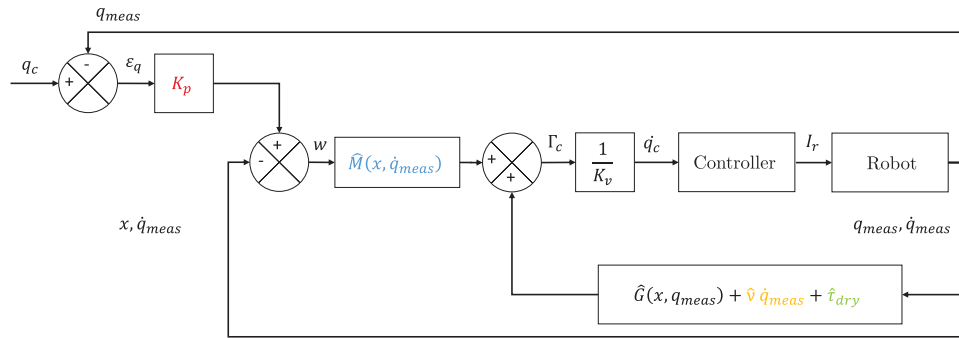 q_meas
q_c
+
-
ε_q
K_p
+
-
w
M̂(x, q̇_meas)
+
+
Γ_c
1
K_v
q̇_c
Controller
I_r
Robot
x, q̇_meas
q_meas, q̇_meas
Ĝ(x, q_meas) + ν̂ q̇_meas + τ̂_dry